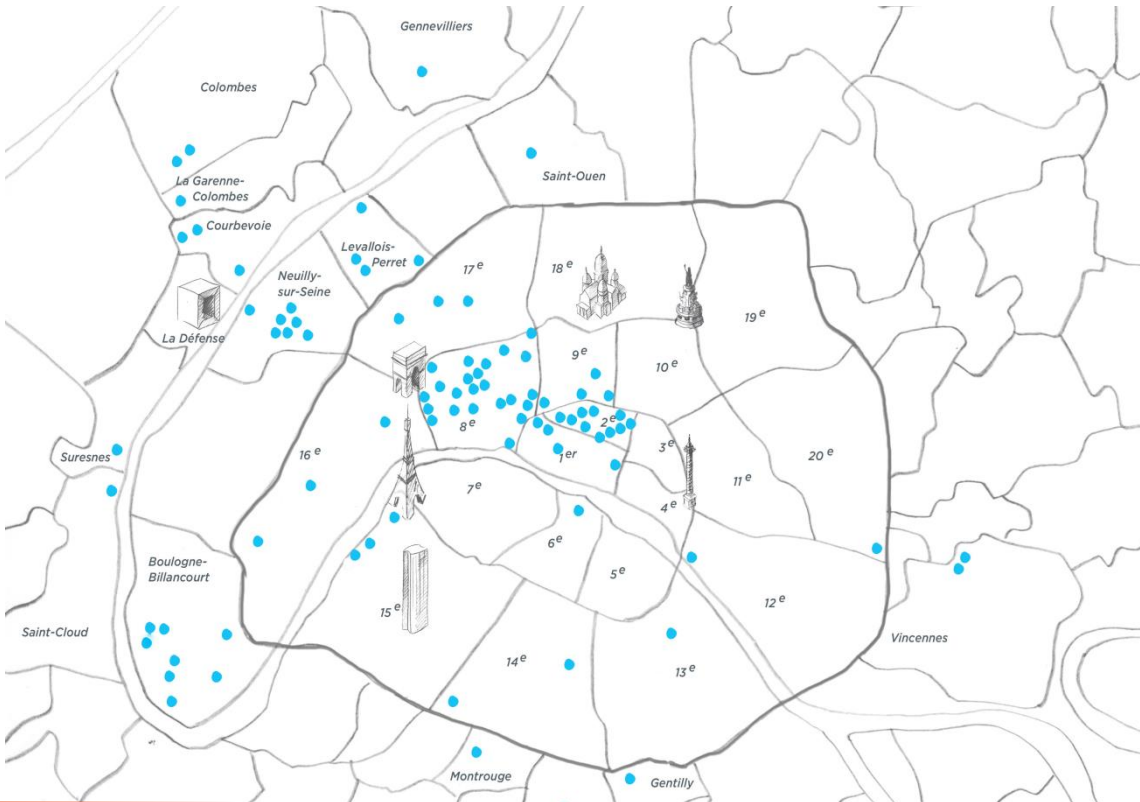 Gennevilliers
Colombes
Saint-Ouen
La Garenne-
Colombes
Courbevoie
Levallois-
Perret
Neuilly-
sur-Seine
La Défense
17e
18e
19e
9e
10e
8e
2e
3e
1er
16e
20e
11e
Suresnes
7e
4e
6e
5e
Boulogne-
Billancourt
15e
12e
Saint-Cloud
Vincennes
14e
13e
Montrouge
Gentilly